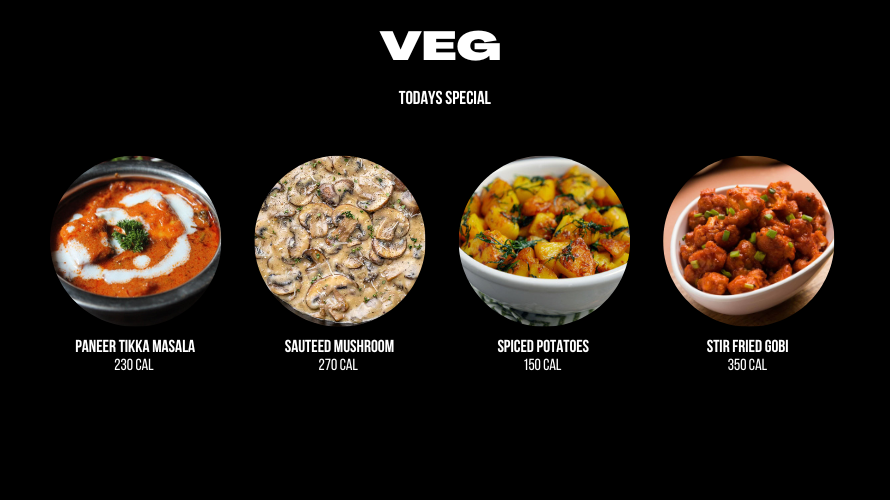 VEG
TODAYS SPECIAL
PANEER TIKKA MASALA
230 CAL
SAUTEED MUSHROOM
270 CAL
SPICED POTATOES
150 CAL
STIR FRIED GOBI
350 CAL